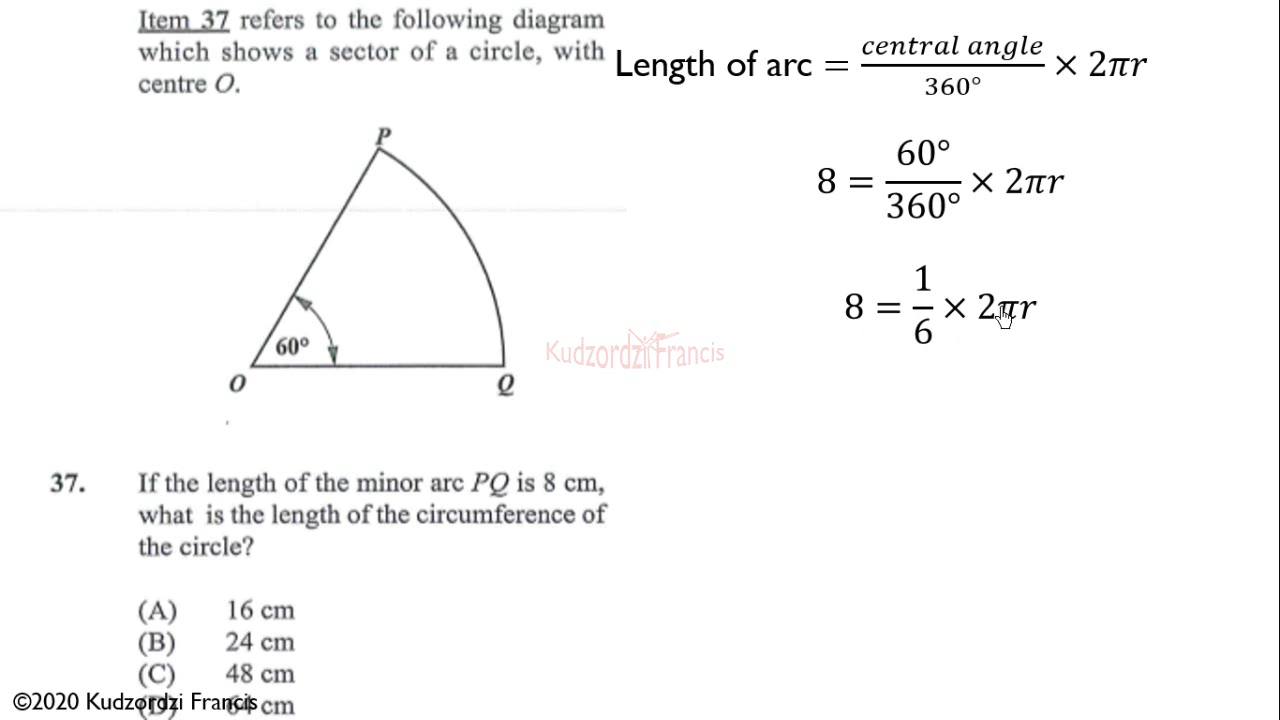 Item 37 refers to the following diagram
which shows a sector of a circle, with
centre O.
Length of arc = central angle / 360° × 2πr
8 = 60° / 360° × 2πr
8 = 1/6 × 2πr
P
60°
O
Q
Kudzordzi Francis
37. If the length of the minor arc PQ is 8 cm,
what is the length of the circumference of
the circle?
(A) 16 cm
(B) 24 cm
(C) 48 cm
(D) 64 cm
©2020 Kudzordzi Francis